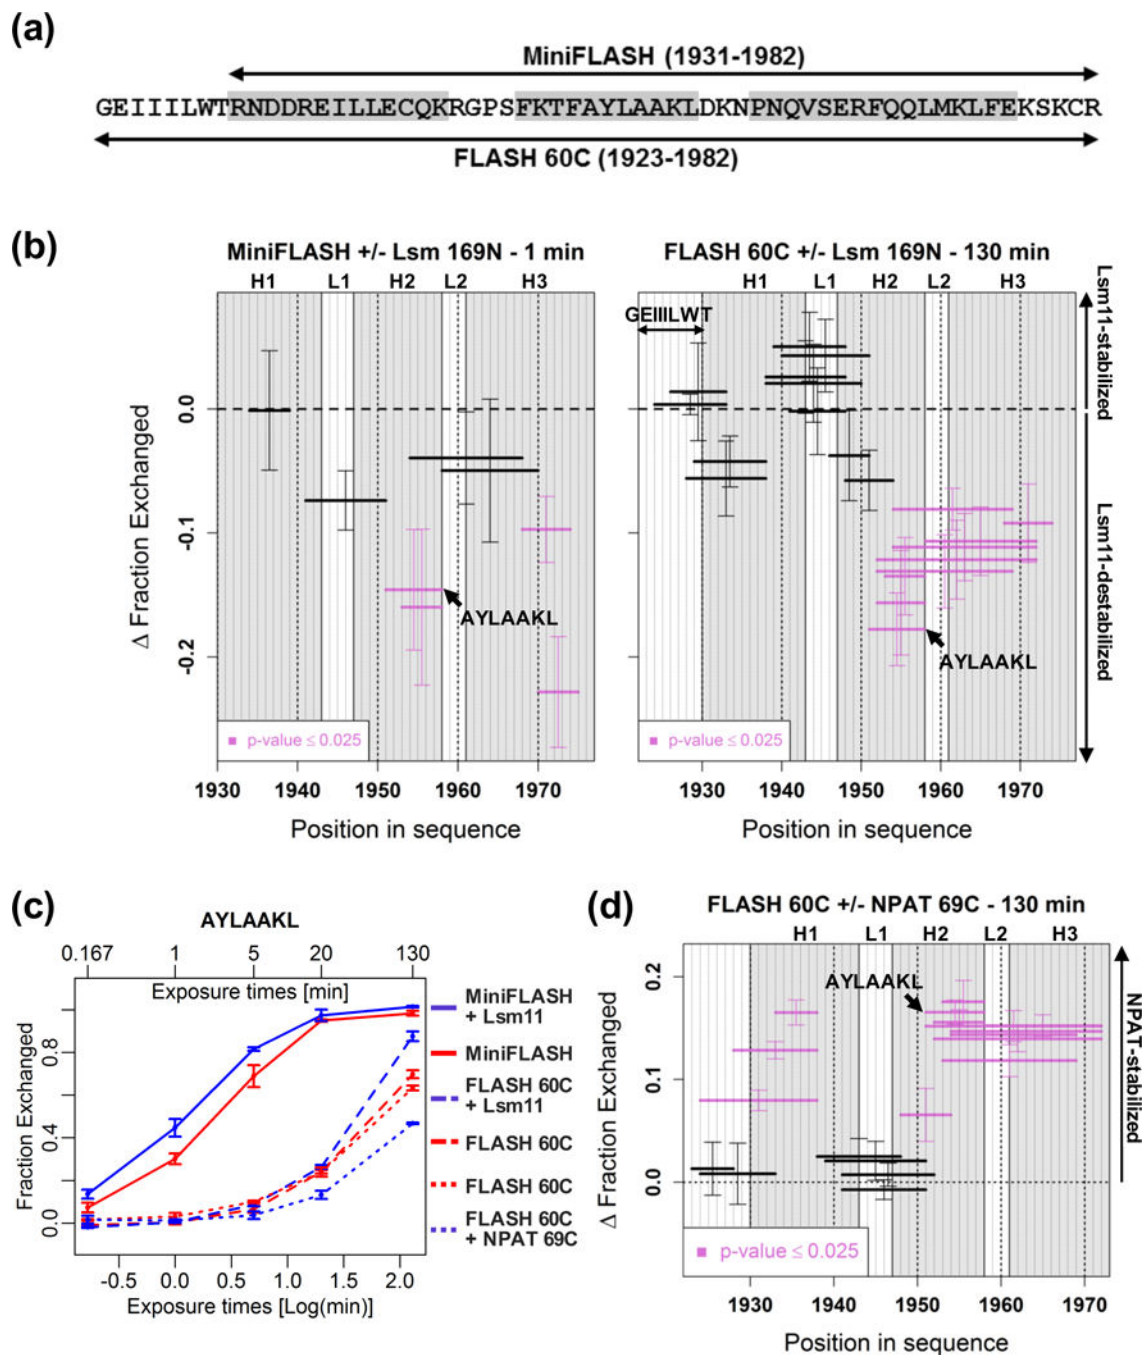 (a)
MiniFLASH (1931-1982)
GEIIILWTRNDDREILLECQKRGPSFKTFAYLAAKLDKNPNQVSERFQQLMKLFEKSKCR
FLASH 60C (1923-1982)
(b)
MiniFLASH +/- Lsm 169N - 1 min
FLASH 60C +/- Lsm 169N - 130 min
H1 L1 H2 L2 H3
H1 L1 H2 L2 H3
GEIIILWT
Lsm11-stabilized
Lsm11-destabilized
Δ Fraction Exchanged
0.0
-0.1
-0.2
AYLAAKL
AYLAAKL
p-value ≤ 0.025
p-value ≤ 0.025
1930 1940 1950 1960 1970
1930 1940 1950 1960 1970
Position in sequence
Position in sequence
(c)
AYLAAKL
0.167 1 5 20 130
Exposure times [min]
Fraction Exchanged
0.8
0.4
0.0
-0.5 0.0 0.5 1.0 1.5 2.0
Exposure times [Log(min)]
MiniFLASH
+ Lsm11
MiniFLASH
FLASH 60C
+ Lsm11
FLASH 60C
FLASH 60C
FLASH 60C
+ NPAT 69C
(d)
FLASH 60C +/- NPAT 69C - 130 min
H1 L1 H2 L2 H3
AYLAAKL
NPAT-stabilized
Δ Fraction Exchanged
0.2
0.1
0.0
p-value ≤ 0.025
1930 1940 1950 1960 1970
Position in sequence